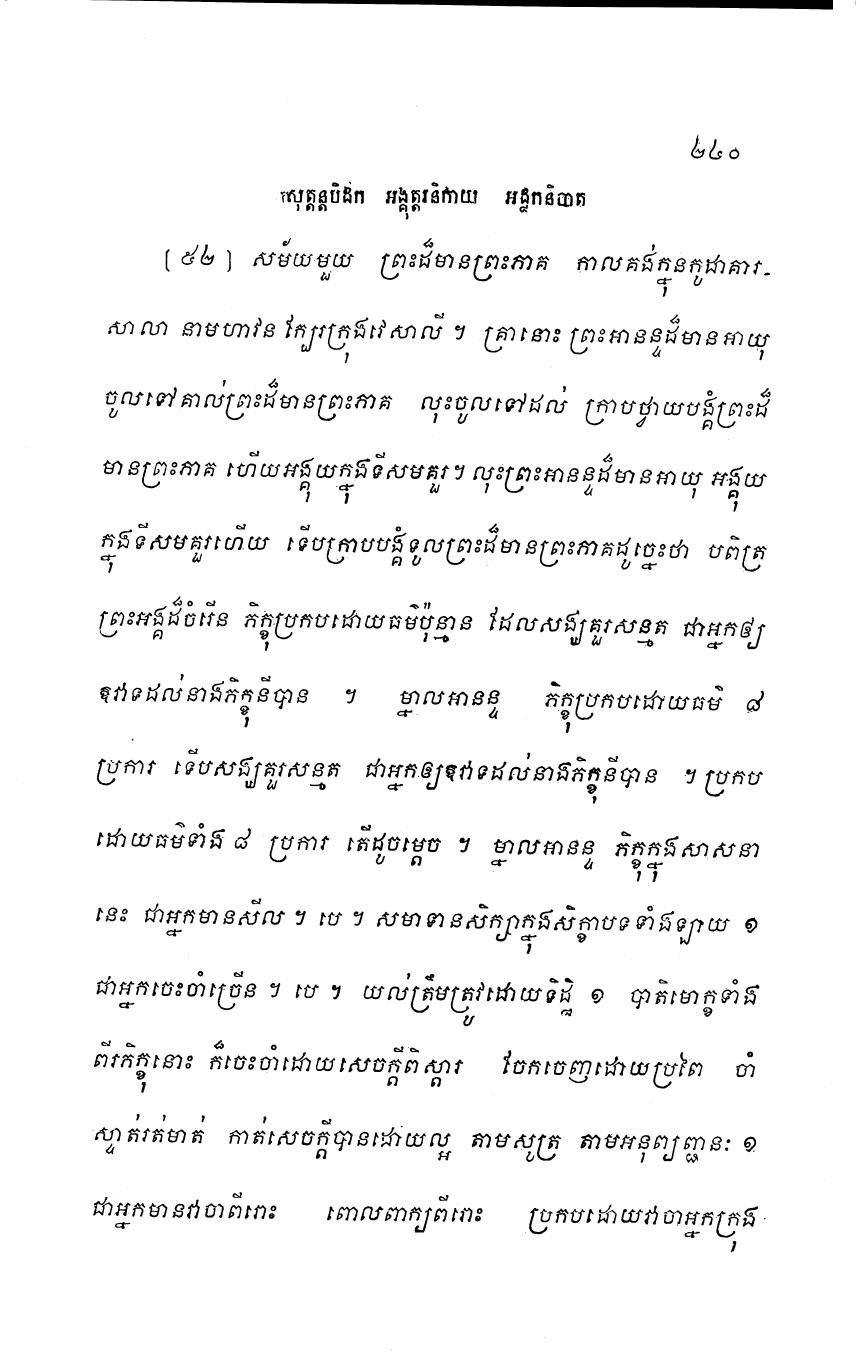 ២៤០
សុត្តន្តបិដក អង្គុត្តរនិកាយ អដ្ឋកនិបាត
[ ៥២ ] សម័យមួយ ព្រះដ៏មានព្រះភាគ កាលគង់ក្នុងកូដាគារ-
សាលា នាមហាវន ក្បែរក្រុងវេសាលី ។ គ្រានោះ ព្រះអានន្ទដ៏មានអាយុ
ចូលទៅគាល់ព្រះដ៏មានព្រះភាគ លុះចូលទៅដល់ ក្រាបថ្វាយបង្គំព្រះដ៏
មានព្រះភាគ ហើយអង្គុយក្នុងទីសមគួរ។ លុះព្រះអានន្ទដ៏មានអាយុ អង្គុយ
ក្នុងទីសមគួរហើយ ទើបក្រាបបង្គំទូលព្រះដ៏មានព្រះភាគដូច្នេះថា បពិត្រ
ព្រះអង្គដ៏ចំរើន ភិក្ខុប្រកបដោយធម៌ប៉ុន្មាន ដែលសង្ឃគួរសន្មត ជាអ្នកឲ្យ
ឱវាទដល់នាងភិក្ខុនីបាន ។ ម្នាលអានន្ទ ភិក្ខុប្រកបដោយធម៌ ៨
ប្រការ ទើបសង្ឃគួរសន្មត ជាអ្នកឲ្យឱវាទដល់នាងភិក្ខុនីបាន ។ ប្រកប
ដោយធម៌ទាំង ៨ ប្រការ តើដូចម្តេច ។ ម្នាលអានន្ទ ភិក្ខុក្នុងសាសនា
នេះ ជាអ្នកមានសីល ។ បេ ។ សមាទានសិក្សាក្នុងសិក្ខាបទទាំងឡាយ ១
ជាអ្នកចេះចាំច្រើន ។ បេ ។ យល់ត្រឹមត្រូវដោយទិដ្ឋិ ១ បាតិមោក្ខទាំង
ពីរភិក្ខុនោះ ក៏ចេះចាំដោយសេចក្តីពិស្តារ ចែកចេញដោយប្រពៃ ចាំ
ស្ទាត់រត់មាត់ កាត់សេចក្តីបានដោយល្អ តាមសូត្រ តាមអនុព្យញ្ជនៈ ១
ជាអ្នកមានវាចាពីរោះ ពោលពាក្យពីរោះ ប្រកបដោយវាចាអ្នកក្រុង